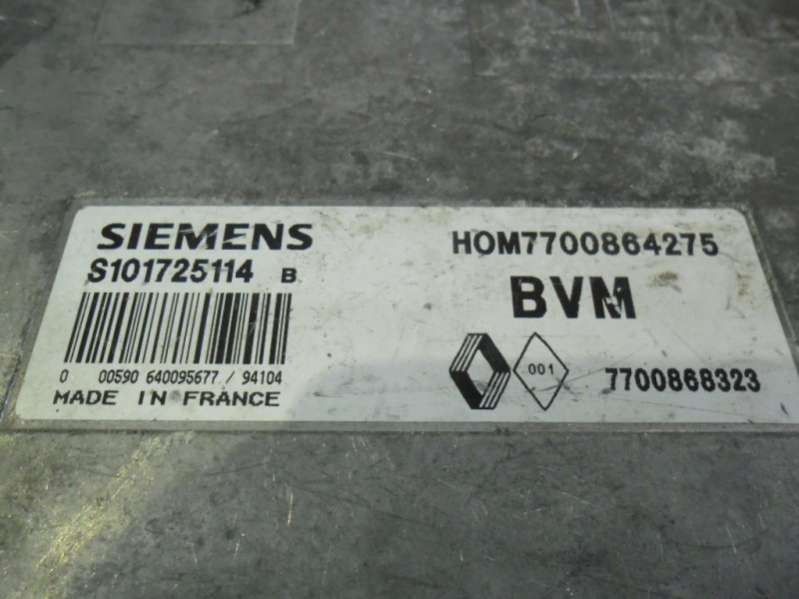 SIEMENS
S101725114 B
0 00590 640095677 / 94104
MADE IN FRANCE
HOM7700864275
BVM
001
7700868323